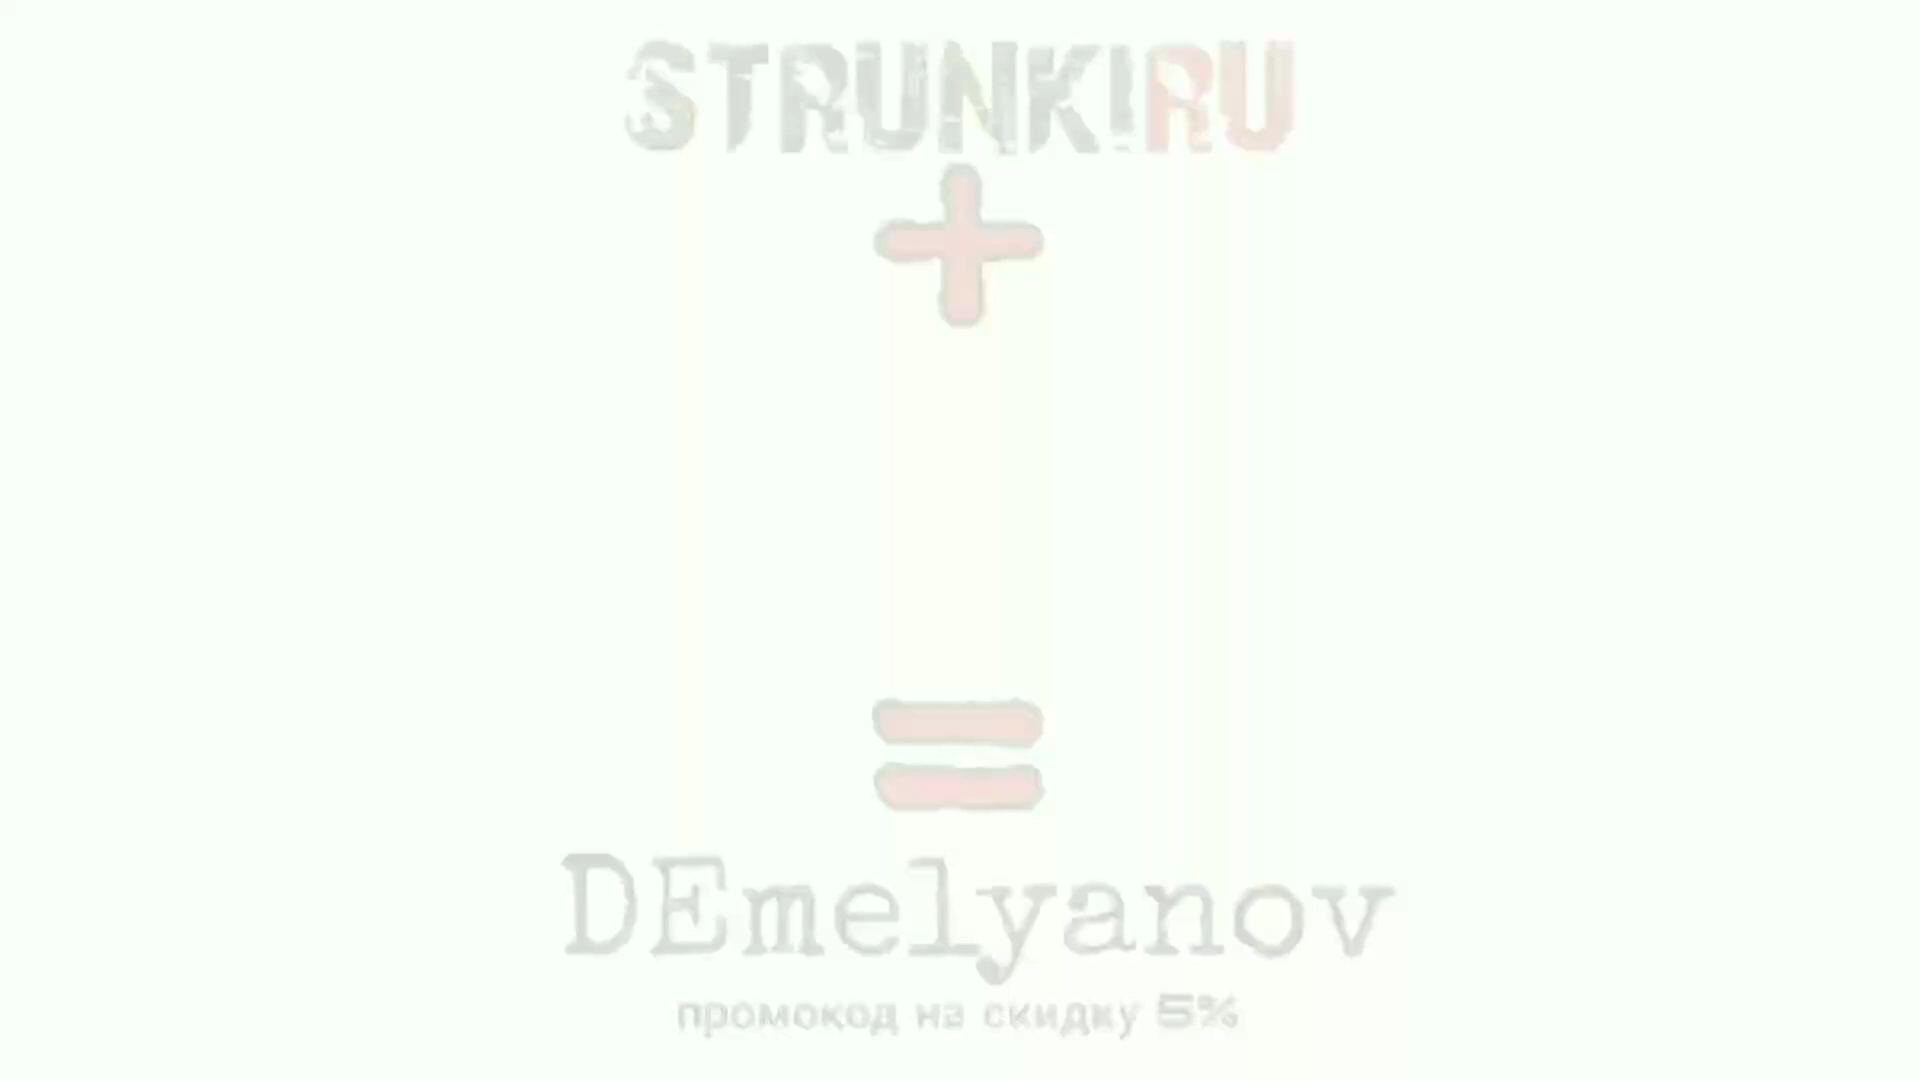 STRUNKI.RU
+
=
DEmelyanov
промокод на скидку 5%